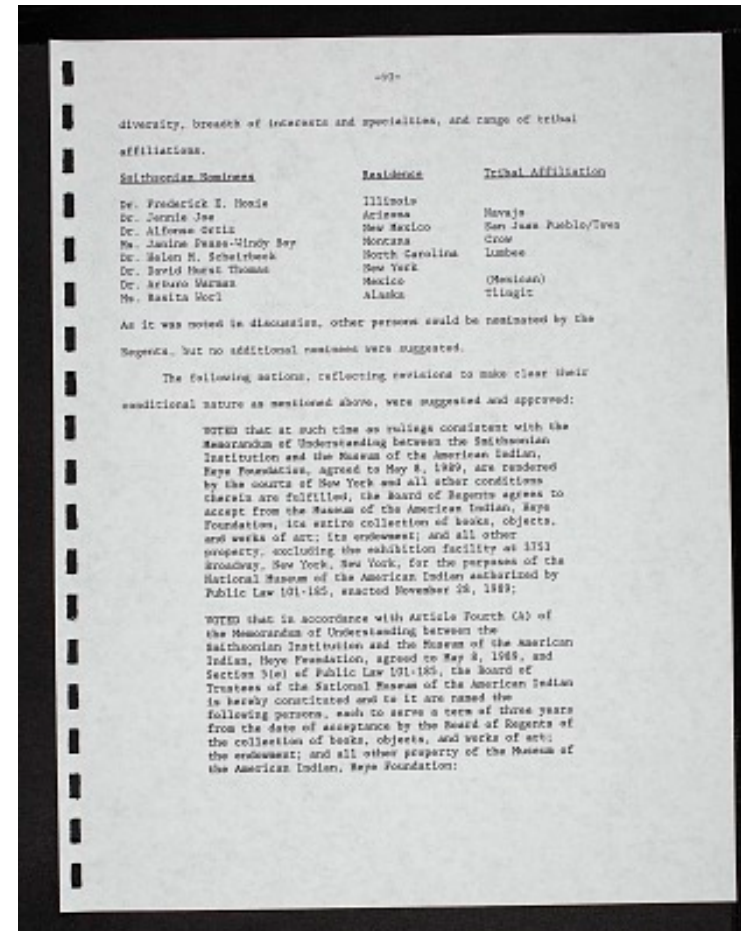 diversity, breadth of interests and specialties, and range of tribal
affiliations.
Smithsonian Nominees Residence Tribal Affiliation
Dr. Frederick E. Hoxie Illinois
Dr. Jennie Joe Arizona Navajo
Dr. Alfonso Ortiz New Mexico San Juan Pueblo/Tewa
Ms. Janine Pease-Windy Boy Montana Crow
Dr. Helen M. Scheirbeck North Carolina Lumbee
Dr. David Hurst Thomas New York
Dr. Arturo Warman Mexico (Mexican)
Ms. Rosita Worl Alaska Tlingit
As it was noted in discussion, other persons could be nominated by the
Regents, but no additional nominees were suggested.
The following motions, reflecting revisions to make clear their
conditional nature as mentioned above, were suggested and approved:
VOTED that at such time as rulings consistent with the
Memorandum of Understanding between the Smithsonian
Institution and the Museum of the American Indian,
Heye Foundation, agreed to May 8, 1989, are rendered
by the courts of New York and all other conditions
therein are fulfilled, the Board of Regents agrees to
accept from the Museum of the American Indian, Heye
Foundation, its entire collection of books, objects,
and works of art; its endowment; and all other
property, excluding the exhibition facility at 3753
Broadway, New York, New York, for the purposes of the
National Museum of the American Indian authorized by
Public Law 101-185, enacted November 28, 1989;
VOTED that in accordance with Article Fourth (A) of
the Memorandum of Understanding between the
Smithsonian Institution and the Museum of the American
Indian, Heye Foundation, agreed to May 8, 1989, and
Section 5(e) of Public Law 101-185, the Board of
Trustees of the National Museum of the American Indian
is hereby constituted and to it are named the
following persons, each to serve a term of three years
from the date of acceptance by the Board of Regents of
the collection of books, objects, and works of art;
the endowment; and all other property of the Museum of
the American Indian, Heye Foundation: